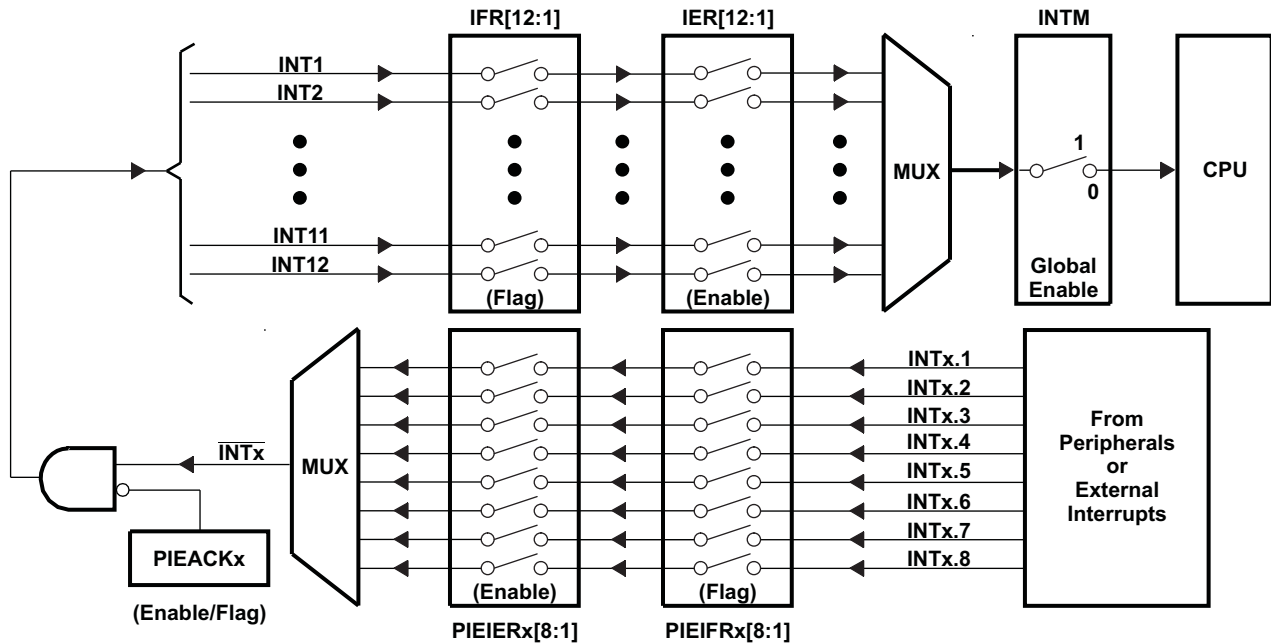 IFR[12:1]
IER[12:1]
INTM
INT1
INT2
INT11
INT12
(Flag)
(Enable)
MUX
1
0
Global
Enable
CPU
INTx
MUX
PIEACKx
(Enable/Flag)
(Enable)
(Flag)
PIEIERx[8:1]
PIEIFRx[8:1]
INTx.1
INTx.2
INTx.3
INTx.4
INTx.5
INTx.6
INTx.7
INTx.8
From
Peripherals
or
External
Interrupts